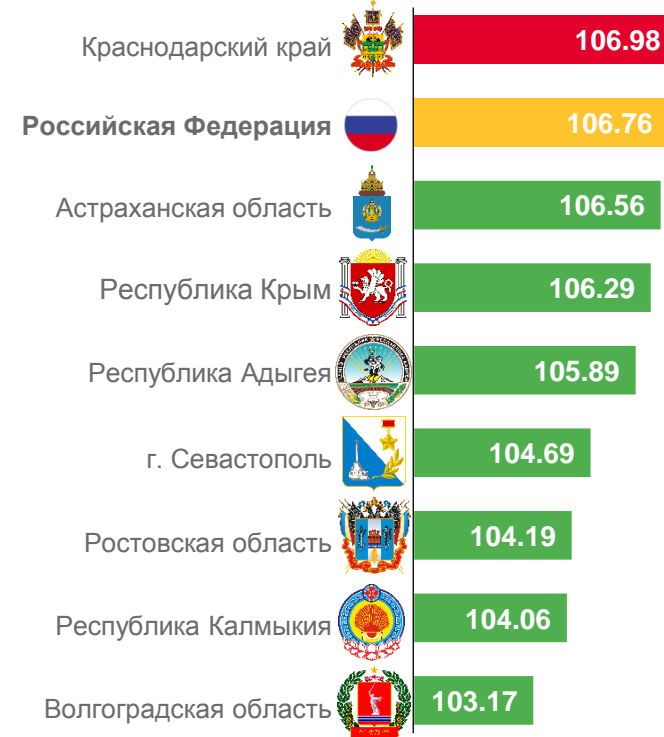 Краснодарский край 106.98
Российская Федерация 106.76
Астраханская область 106.56
Республика Крым 106.29
Республика Адыгея 105.89
г. Севастополь 104.69
Ростовская область 104.19
Республика Калмыкия 104.06
Волгоградская область 103.17